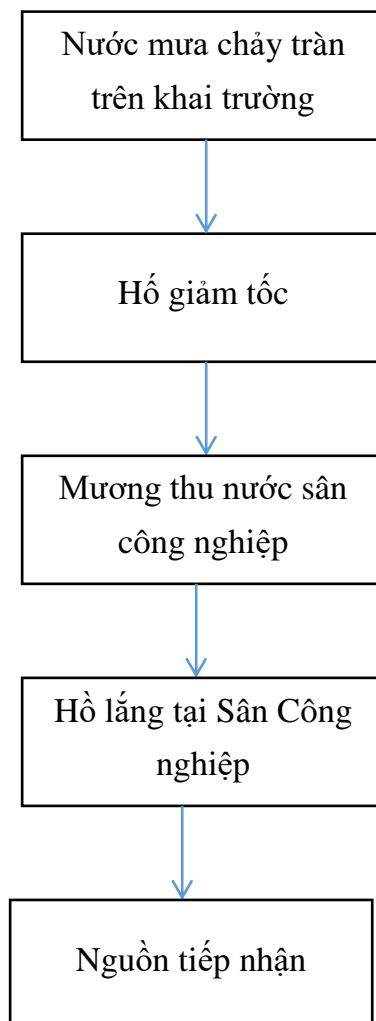 Nước mưa chảy tràn
trên khai trường
Hố giảm tốc
Mương thu nước sân
công nghiệp
Hồ lắng tại Sân Công
nghiệp
Nguồn tiếp nhận